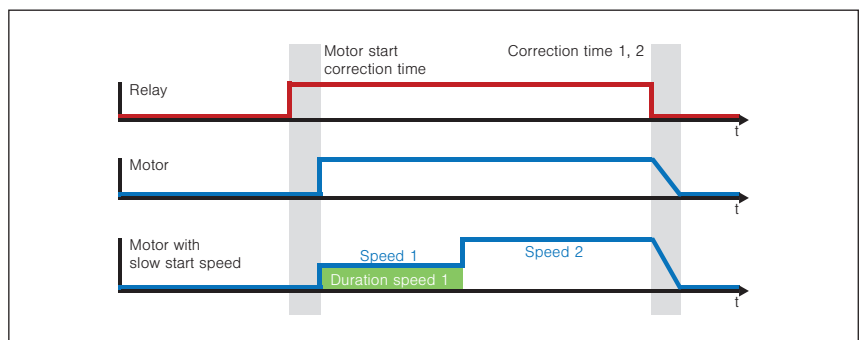 Motor start
correction time
Correction time 1, 2
Relay
t
Motor
t
Motor with
slow start speed
Speed 1
Speed 2
Duration speed 1
t